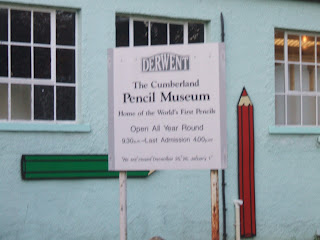 DERWENT
The Cumberland
Pencil Museum
Home of the World's First Pencils
Open All Year Round
9.30am - Last Admission 4.00pm